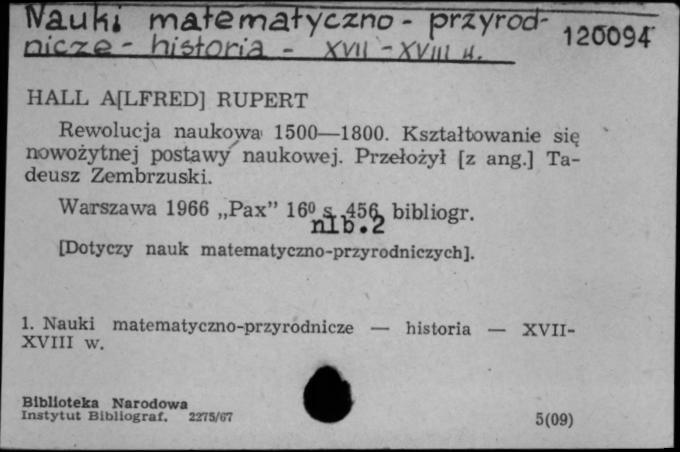 Nauki matematyczno - przyrod- 120094
nicze - historia - XVII - XVIII w.
HALL A[LFRED] RUPERT
Rewolucja naukowa 1500—1800. Kształtowanie się
nowożytnej postawy naukowej. Przełożył [z ang.] Ta-
deusz Zembrzuski.
Warszawa 1966 „Pax” 16⁰ s. 456, bibliogr.
nlb.2
[Dotyczy nauk matematyczno-przyrodniczych].
1. Nauki matematyczno-przyrodnicze — historia — XVII-
XVIII w.
Biblioteka Narodowa
Instytut Bibliograf. 2275/67 5(09)